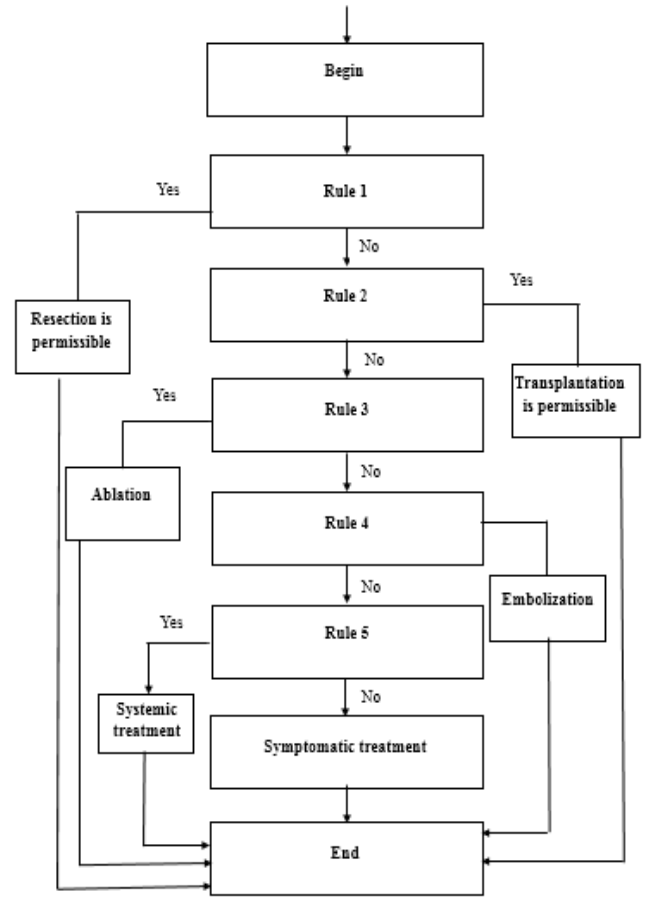 Begin
Yes
Rule 1
No
Rule 2
Yes
Resection is
permissible
No
Transplantation
is permissible
Yes
Rule 3
No
Ablation
Rule 4
No
Embolization
Yes
Rule 5
No
Systemic
treatment
Symptomatic treatment
End